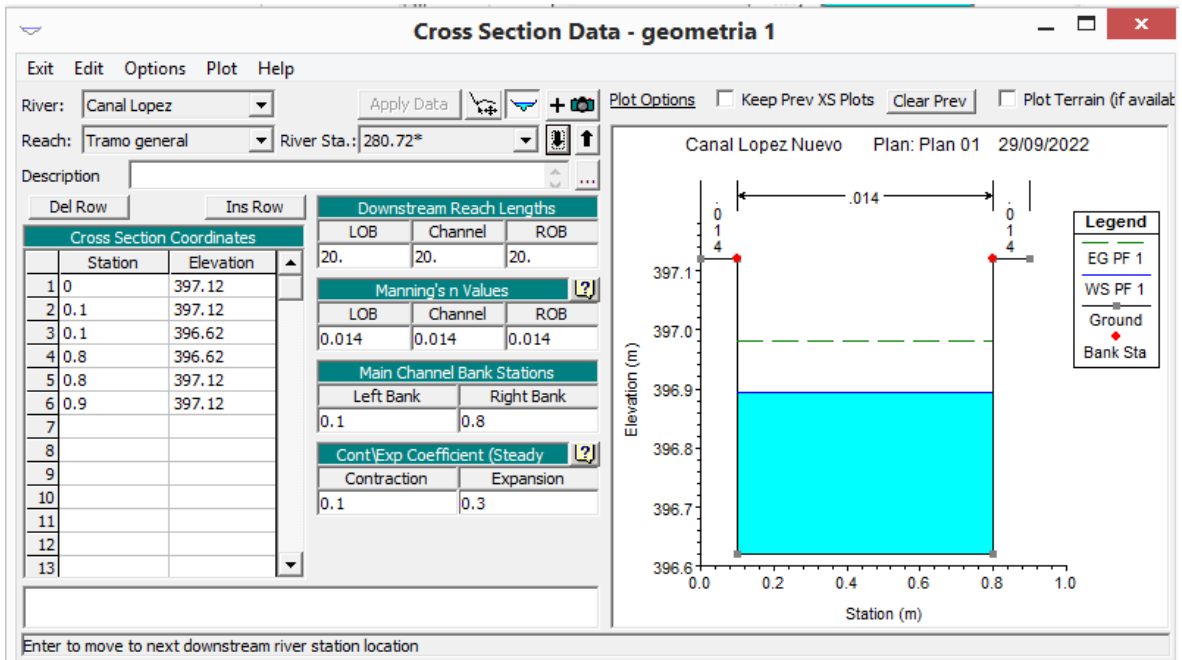 Cross Section Data - geometria 1
Exit Edit Options Plot Help
River: Canal Lopez Apply Data
Reach: Tramo general River Sta.: 280.72*
Description ...
Del Row Ins Row
Cross Section Coordinates
Station Elevation
1 0 397.12
2 0.1 397.12
3 0.1 396.62
4 0.8 396.62
5 0.8 397.12
6 0.9 397.12
7
8
9
10
11
12
13
Downstream Reach Lengths
LOB Channel ROB
20. 20. 20.
Manning's n Values
LOB Channel ROB
0.014 0.014 0.014
Main Channel Bank Stations
Left Bank Right Bank
0.1 0.8
Cont\Exp Coefficient (Steady
Contraction Expansion
0.1 0.3
Plot Options Keep Prev XS Plots Clear Prev Plot Terrain (if availab
Canal Lopez Nuevo Plan: Plan 01 29/09/2022
.014 .014 .014
Legend
EG PF 1
WS PF 1
Ground
Bank Sta
Elevation (m)
397.1
397.0
396.9
396.8
396.7
396.6
0.0 0.2 0.4 0.6 0.8 1.0
Station (m)
Enter to move to next downstream river station location